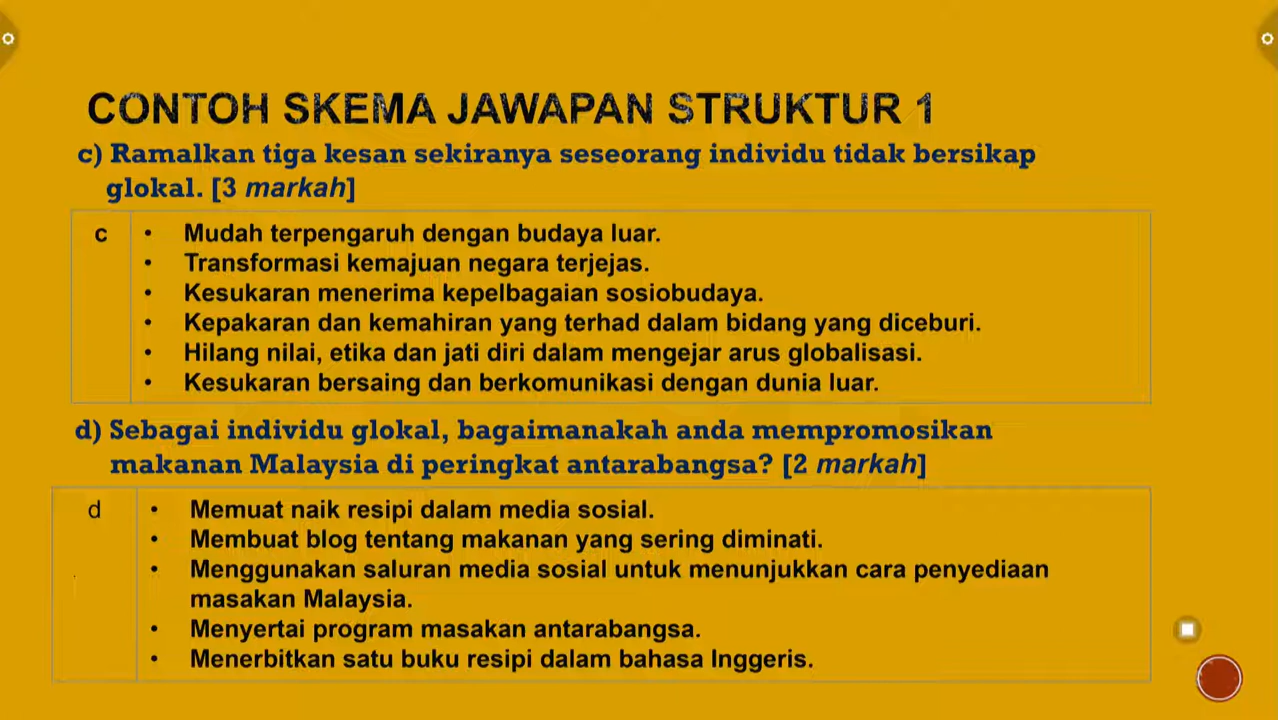 CONTOH SKEMA JAWAPAN STRUKTUR 1
c) Ramalkan tiga kesan sekiranya seseorang individu tidak bersikap
glokal. [3 markah]
c
• Mudah terpengaruh dengan budaya luar.
• Transformasi kemajuan negara terjejas.
• Kesukaran menerima kepelbagaian sosiobudaya.
• Kepakaran dan kemahiran yang terhad dalam bidang yang diceburi.
• Hilang nilai, etika dan jati diri dalam mengejar arus globalisasi.
• Kesukaran bersaing dan berkomunikasi dengan dunia luar.
d) Sebagai individu glokal, bagaimanakah anda mempromosikan
makanan Malaysia di peringkat antarabangsa? [2 markah]
d
• Memuat naik resipi dalam media sosial.
• Membuat blog tentang makanan yang sering diminati.
• Menggunakan saluran media sosial untuk menunjukkan cara penyediaan
masakan Malaysia.
• Menyertai program masakan antarabangsa.
• Menerbitkan satu buku resipi dalam bahasa Inggeris.